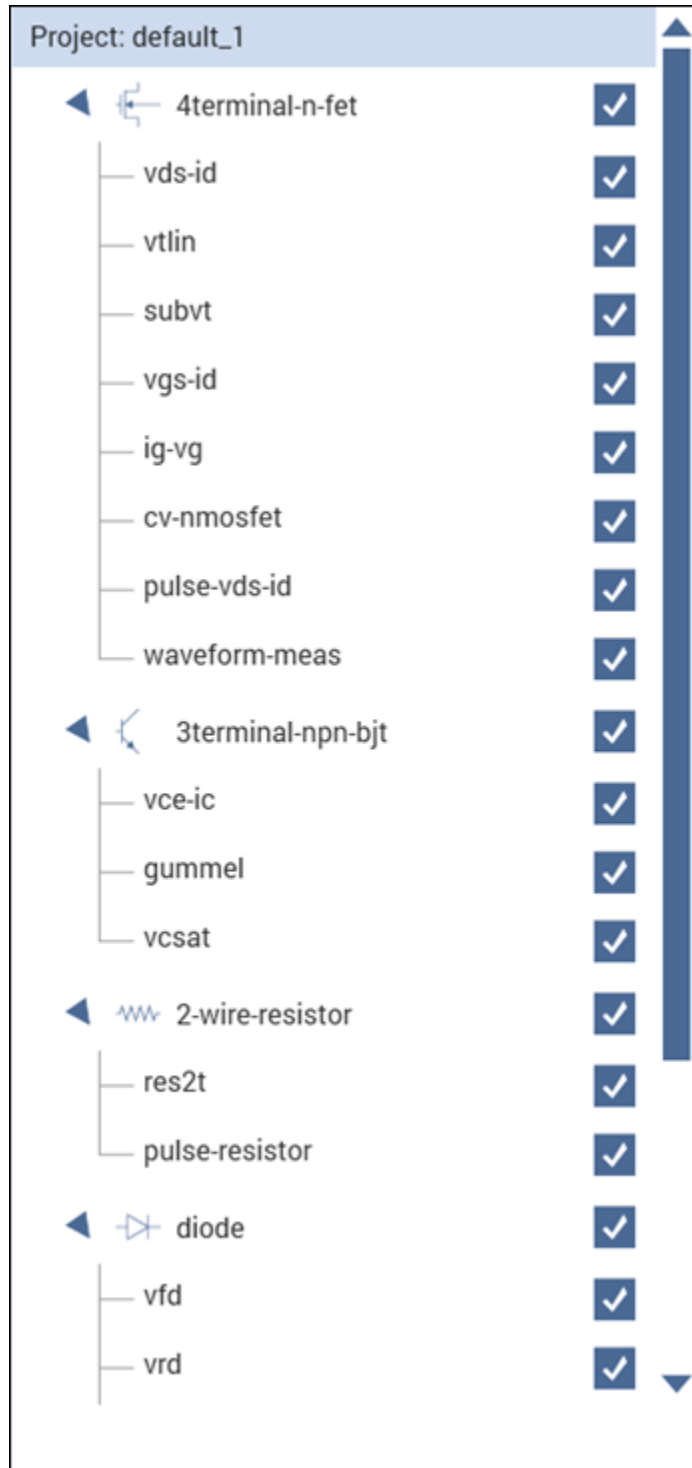 Project: default_1
4terminal-n-fet
vds-id
vtlin
subvt
vgs-id
ig-vg
cv-nmosfet
pulse-vds-id
waveform-meas
3terminal-npn-bjt
vce-ic
gummel
vcsat
2-wire-resistor
res2t
pulse-resistor
diode
vfd
vrd